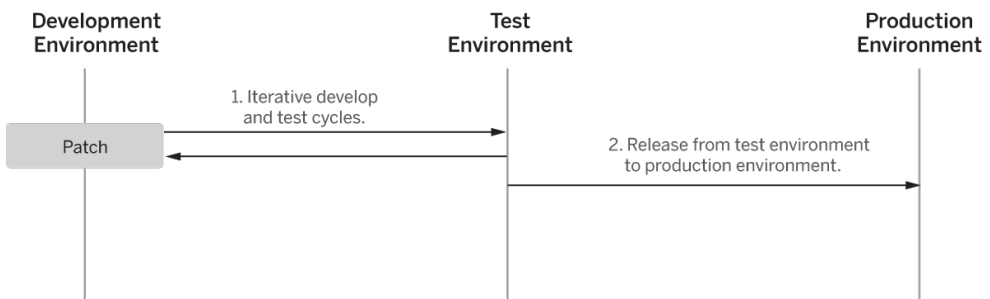 Development
Environment
Test
Environment
Production
Environment
1. Iterative develop
and test cycles.
Patch
2. Release from test environment
to production environment.